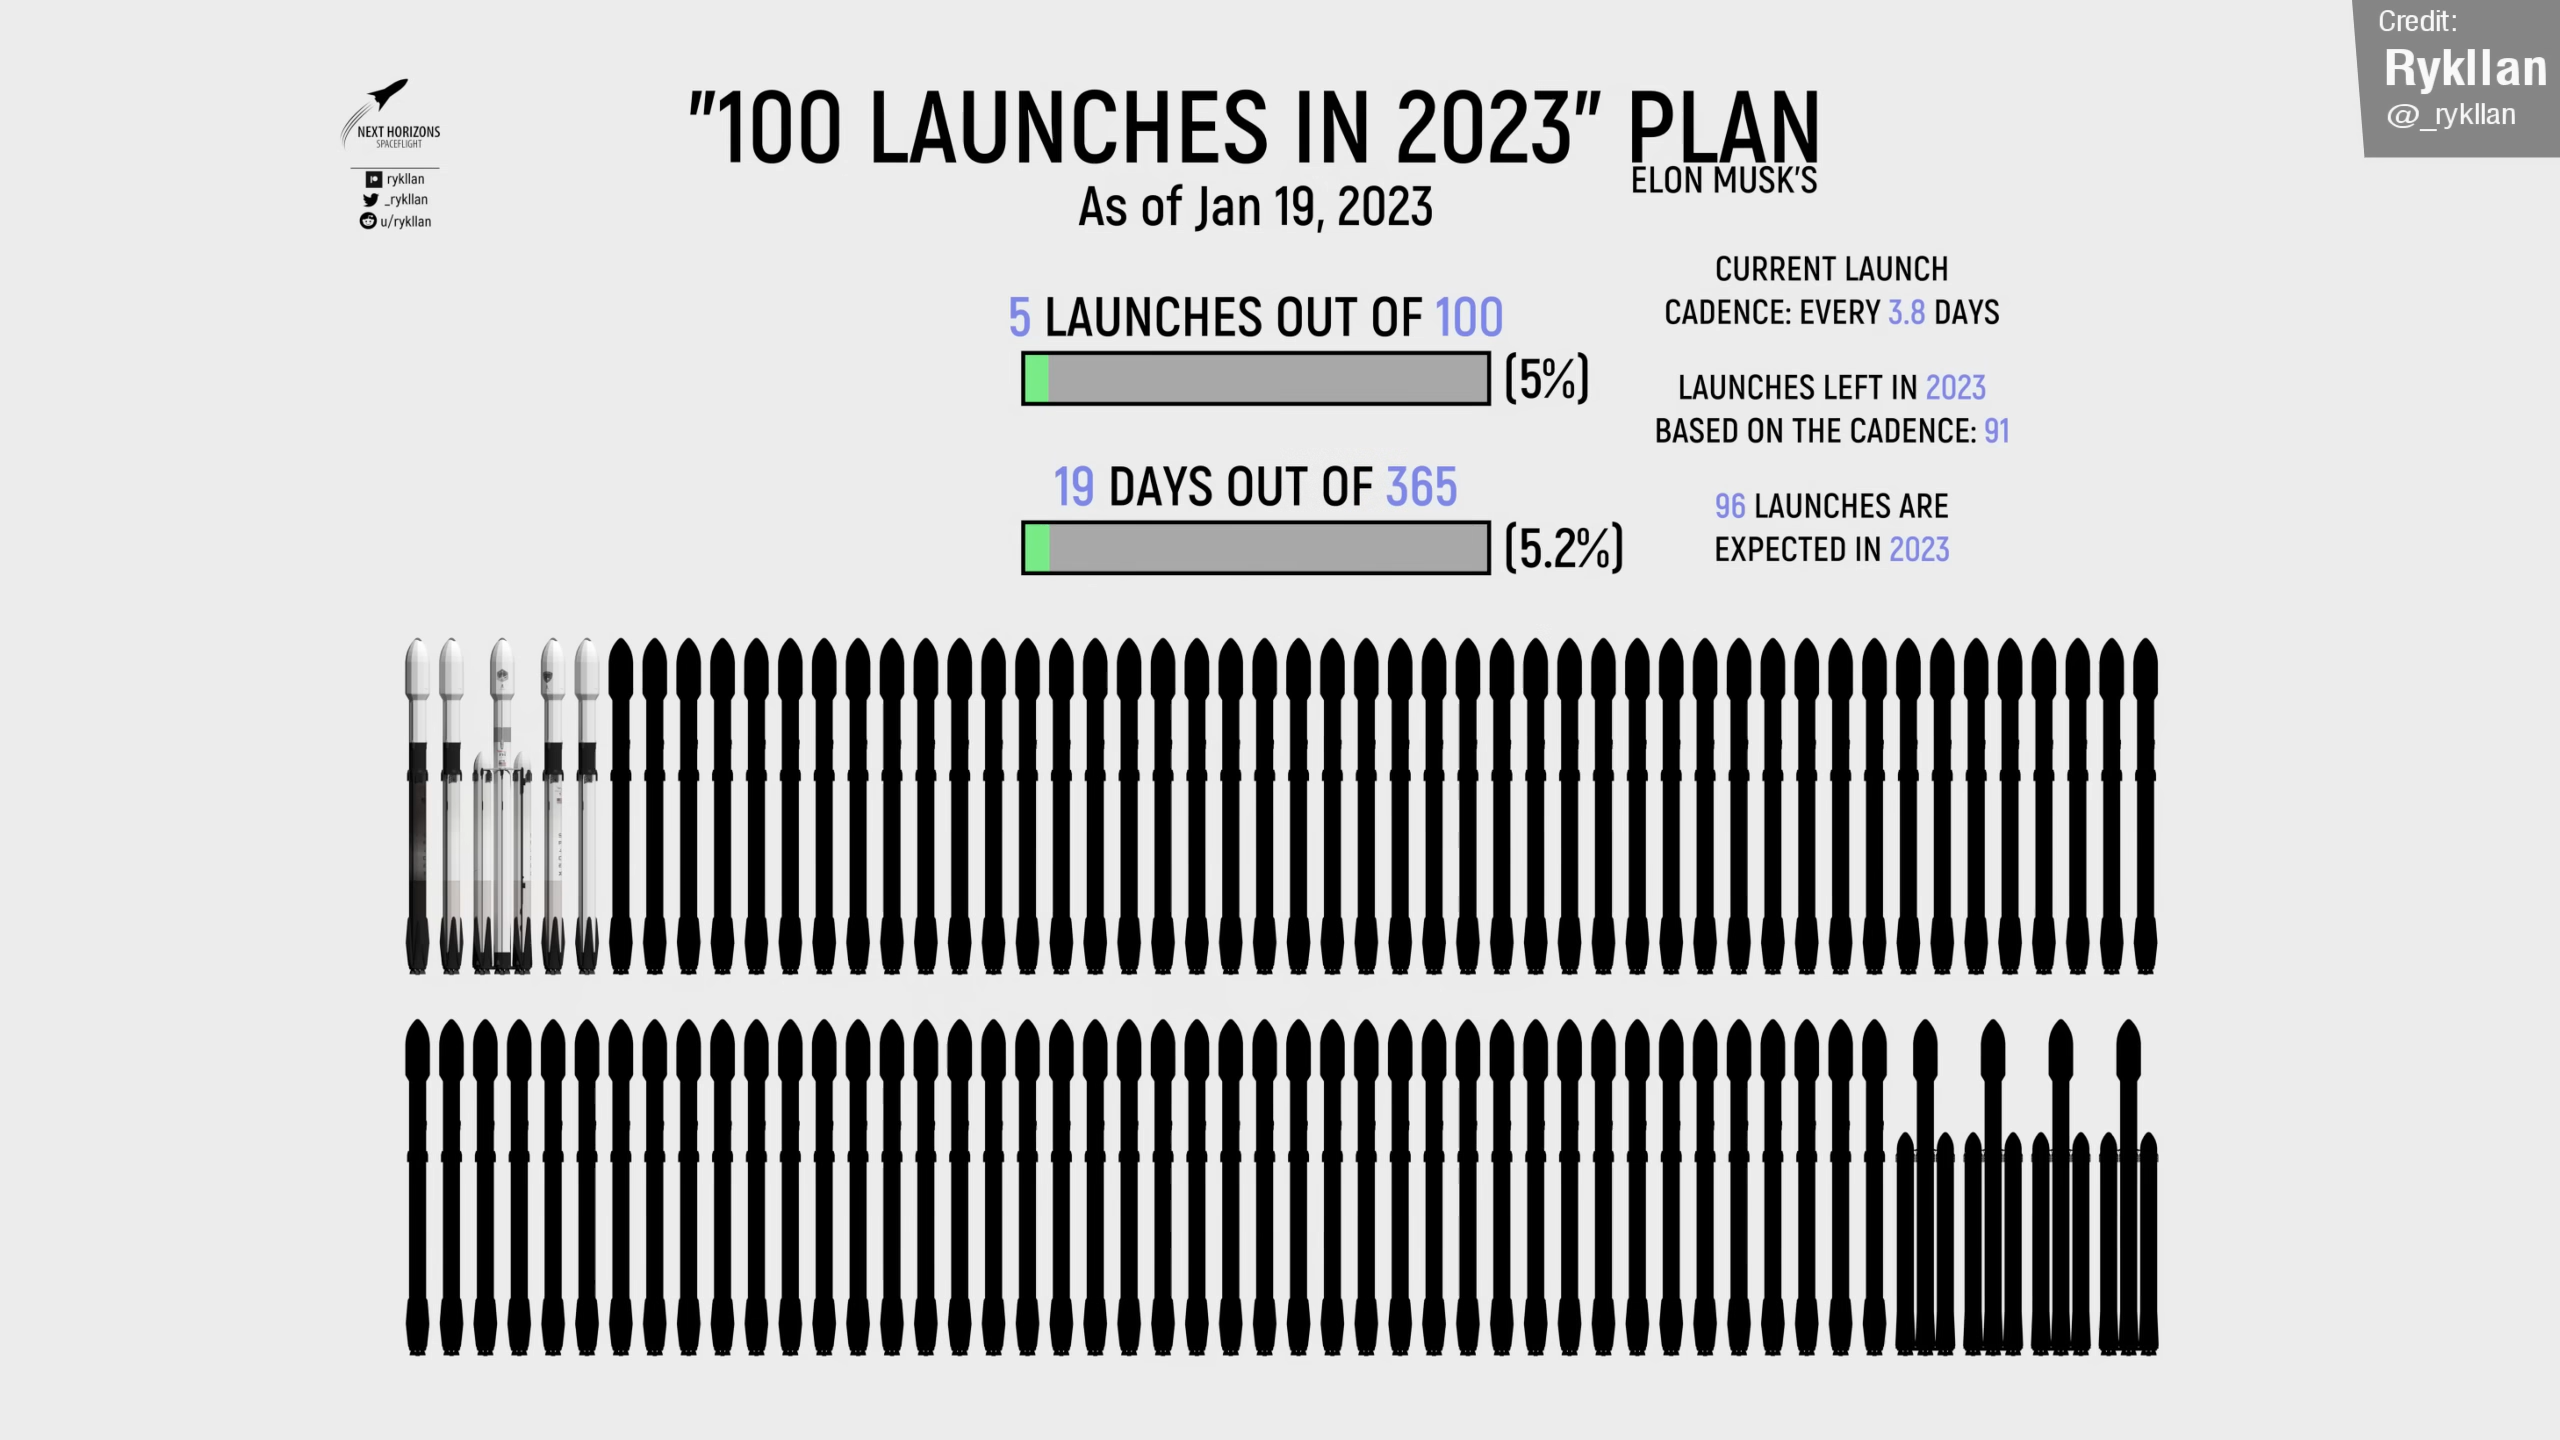 Credit:
Rykllan
@_rykllan
NEXT HORIZONS
SPACEFLIGHT
rykllan
_rykllan
u/rykllan
"100 LAUNCHES IN 2023" PLAN
ELON MUSK'S
As of Jan 19, 2023
5 LAUNCHES OUT OF 100
(5%)
19 DAYS OUT OF 365
(5.2%)
CURRENT LAUNCH
CADENCE: EVERY 3.8 DAYS
LAUNCHES LEFT IN 2023
BASED ON THE CADENCE: 91
96 LAUNCHES ARE
EXPECTED IN 2023